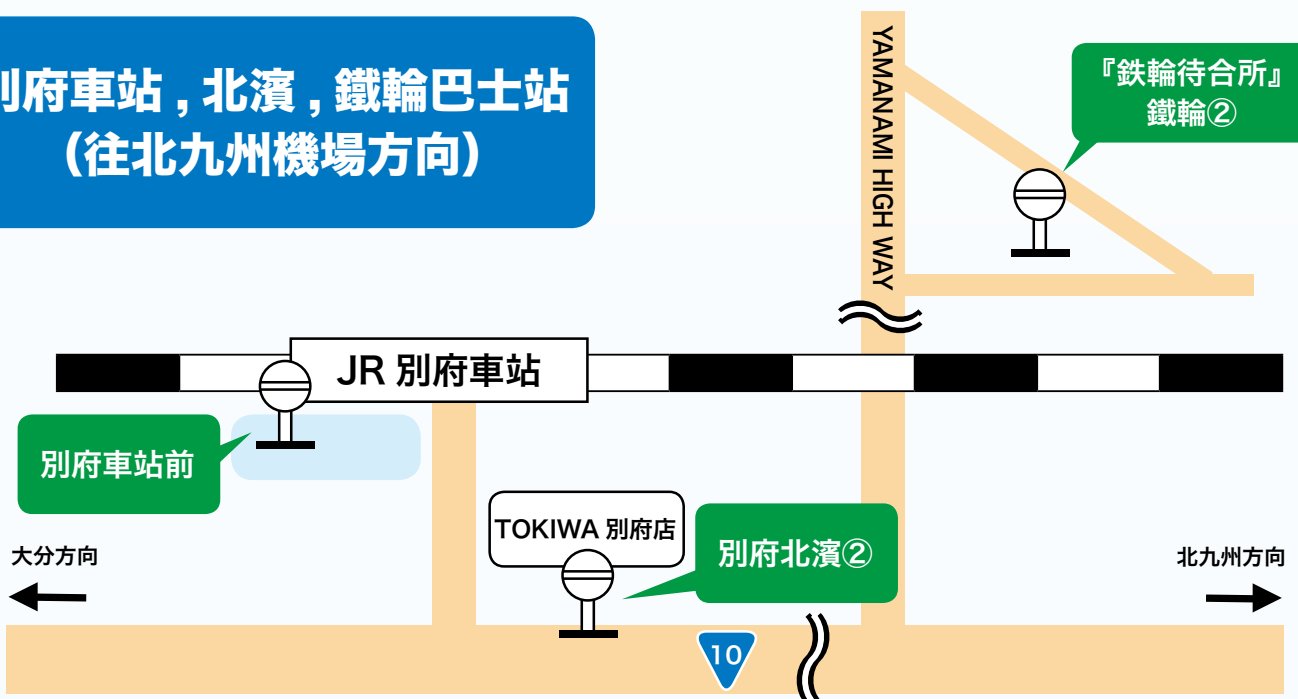 別府車站 , 北濱 , 鐵輪巴士站
（往北九州機場方向）
YAMANAMI HIGH WAY
『鉄輪待合所』
鐵輪②
JR 別府車站
別府車站前
TOKIWA 別府店
別府北濱②
大分方向
北九州方向
10